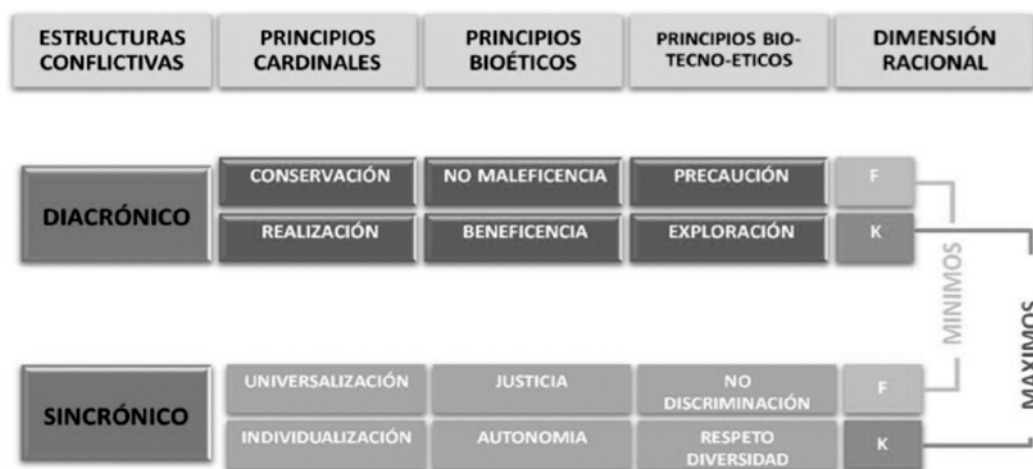 ESTRUCTURAS
CONFLICTIVAS
PRINCIPIOS
CARDINALES
PRINCIPIOS
BIOÉTICOS
PRINCIPIOS BIO-
TECNO-ETICOS
DIMENSIÓN
RACIONAL
DIACRÓNICO
CONSERVACIÓN
NO MALEFICENCIA
PRECAUCIÓN
F
REALIZACIÓN
BENEFICENCIA
EXPLORACIÓN
K
MINIMOS
MAXIMOS
SINCRÓNICO
UNIVERSALIZACIÓN
JUSTICIA
NO
DISCRIMINACIÓN
F
INDIVIDUALIZACIÓN
AUTONOMIA
RESPETO
DIVERSIDAD
K